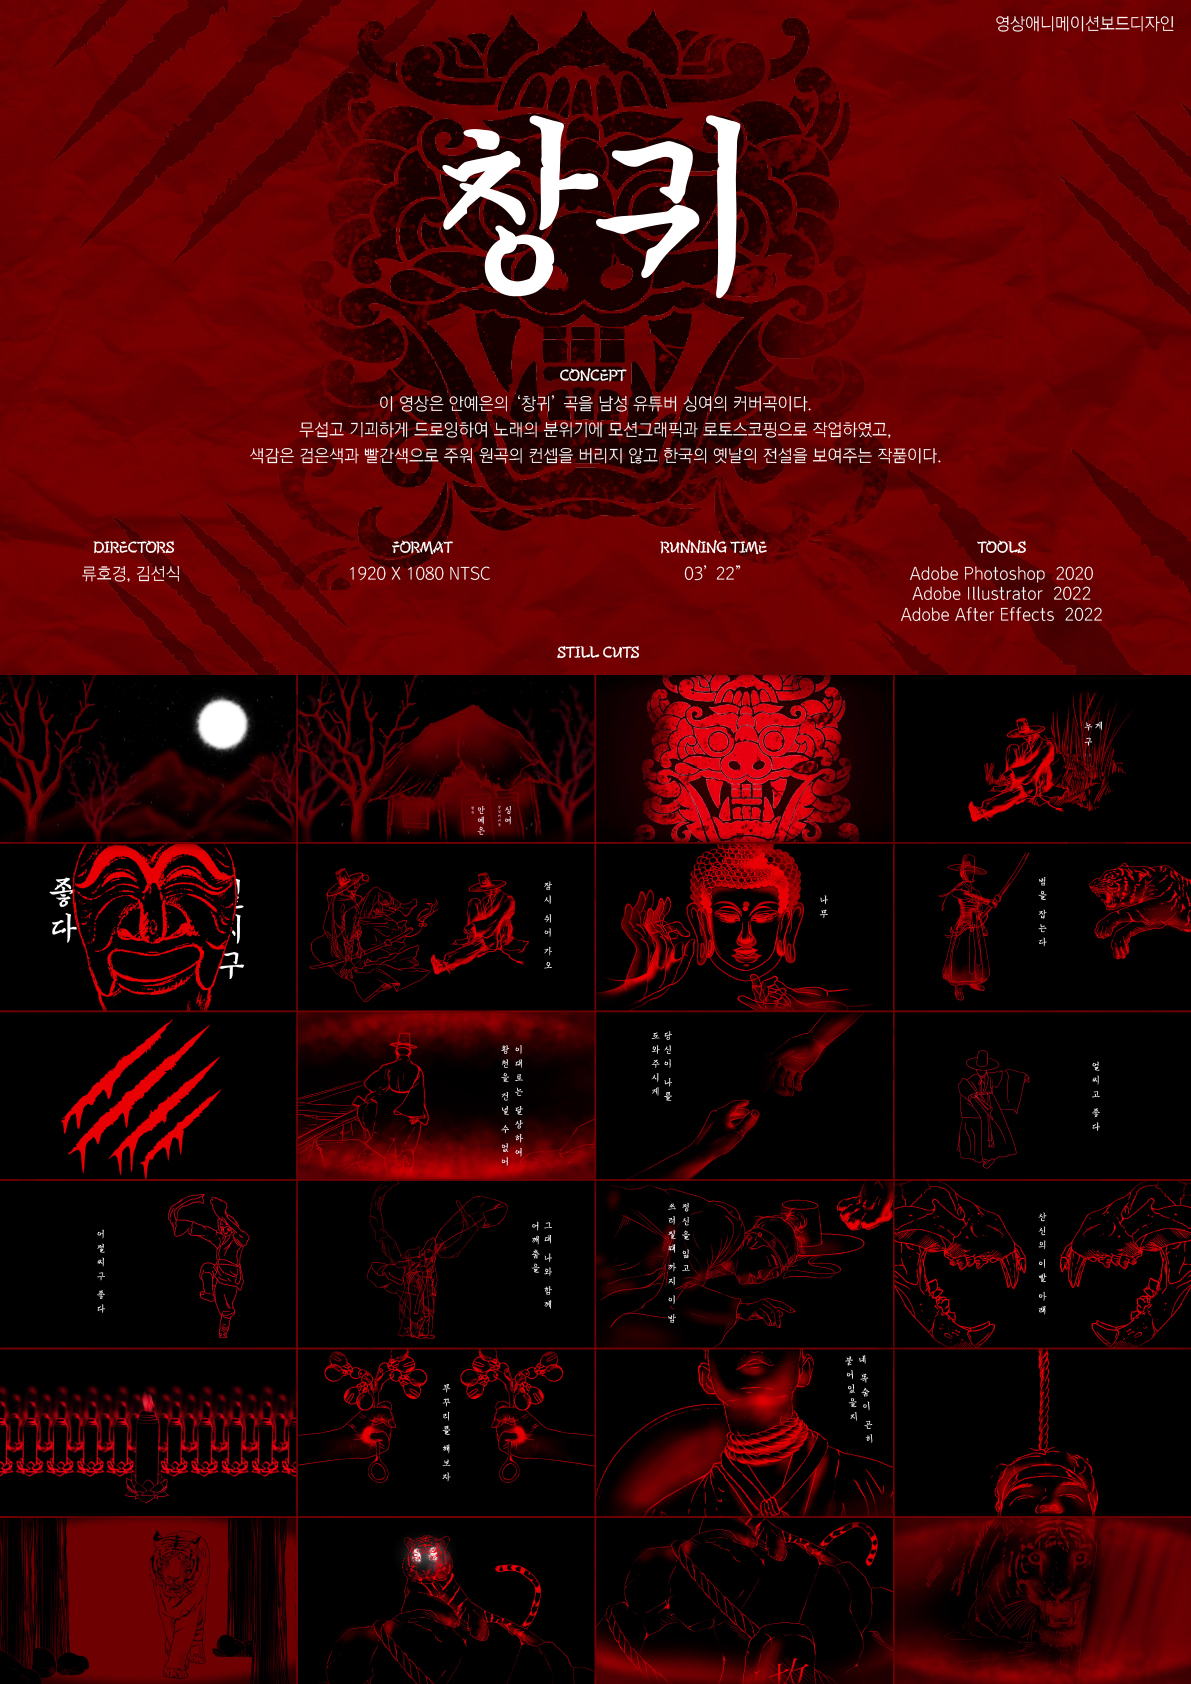 영상애니메이션보드디자인
창귀
CONCEPT
이 영상은 안예은의 ‘창귀’ 곡을 남성 유튜버 싱여의 커버곡이다.
무섭고 기괴하게 드로잉하여 노래의 분위기에 모션그래픽과 로토스코핑으로 작업하였고,
색감은 검은색과 빨간색으로 주워 원곡의 컨셉을 버리지 않고 한국의 옛날의 전설을 보여주는 작품이다.
DIRECTORS
류호경, 김선식
FORMAT
1920 X 1080 NTSC
RUNNING TIME
03’ 22”
TOOLS
Adobe Photoshop 2020
Adobe Illustrator 2022
Adobe After Effects 2022
STILL CUTS
싱여
안예은
게
누구
좋다
구
잠시 쉬어 가오
나무
범을 잡는다
이대로는 달상하여
황천을 건널 수 없어
당신이 나를
도와주시게
얼씨고 좋다
어절씨구 좋다
그대 나와 함께
어깨춤을
정신을 잃고
쓰러질때 까지 이 밤
산신의 이빨 아래
푸꾸리를 해보자
네 목숨이 곤히
붙어있을지